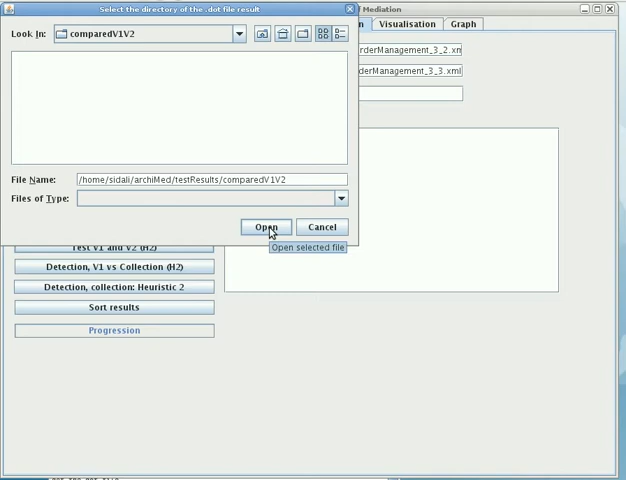 Select the directory of the .dot file result
f Mediation
Look In: comparedV1V2
n Visualisation Graph
rderManagement_3_2.xm
derManagement_3_3.xml
File Name: /home/sidali/archiMed/testResults/comparedV1V2
Files of Type:
Open Cancel
Open selected file
Test V1 and V2 (H2)
Detection, V1 vs Collection (H2)
Detection, collection: Heuristic 2
Sort results
Progression